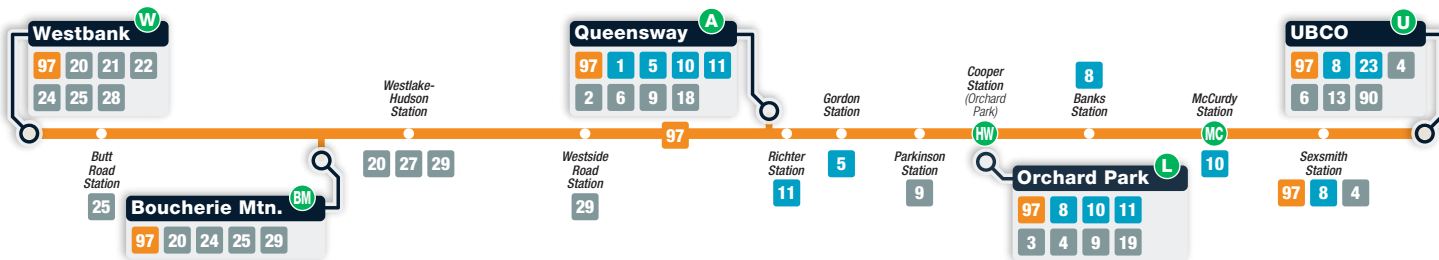 W
Westbank
97 20 21 22
24 25 28
Butt
Road
Station
25
BM
Boucherie Mtn.
97 20 24 25 29
Westlake-
Hudson
Station
20 27 29
Westside
Road
Station
29
A
Queensway
97 1 5 10 11
2 6 9 18
97
Richter
Station
11
Gordon
Station
5
Parkinson
Station
9
Cooper
Station
(Orchard
Park)
HW
L
Orchard Park
97 8 10 11
3 4 9 19
8
Banks
Station
McCurdy
Station
MC
10
Sexsmith
Station
97 8 4
U
UBCO
97 8 23 4
6 13 90